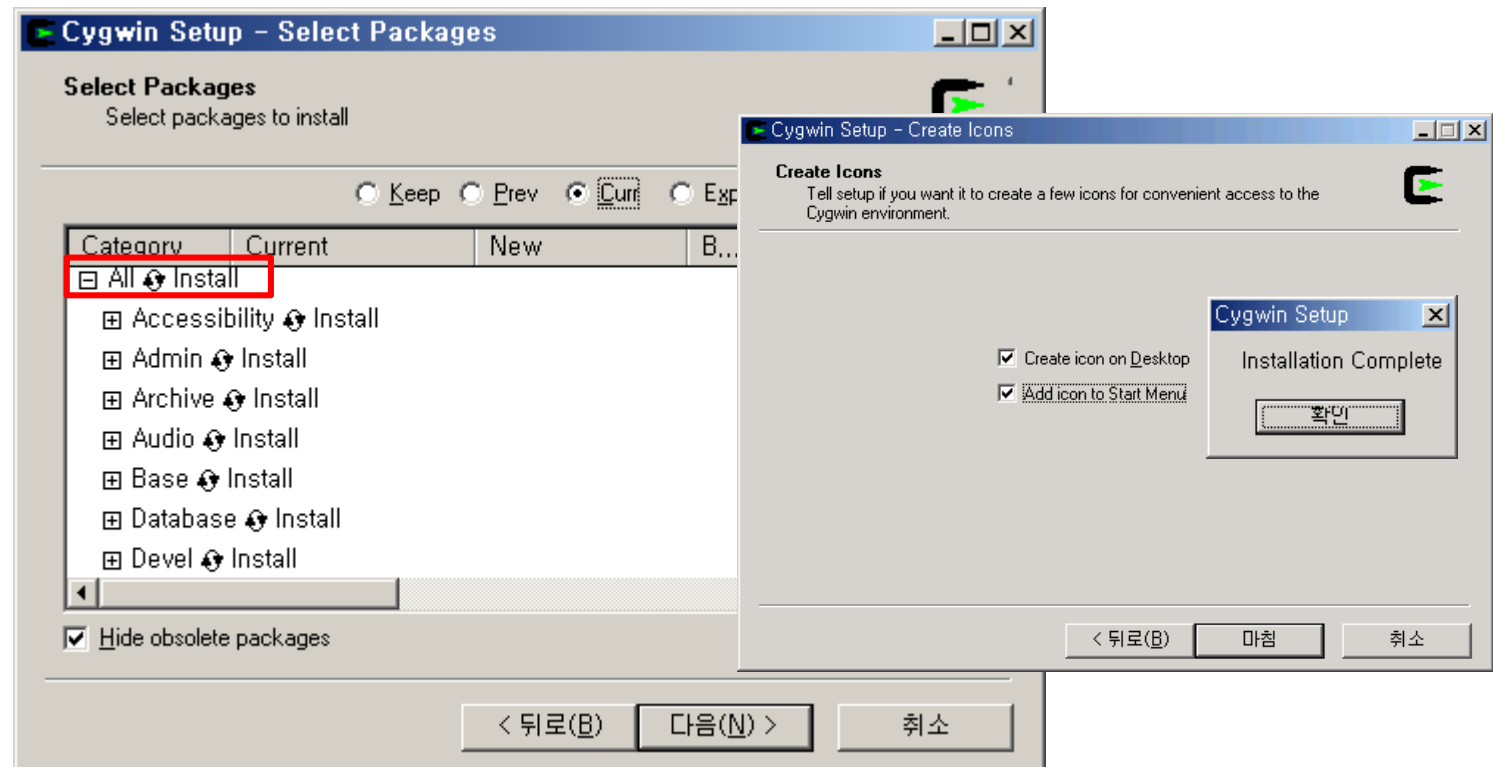 Cygwin Setup - Select Packages
Select Packages
Select packages to install
Keep Prev Curr Exp
Category Current New B...
All Install
Accessibility Install
Admin Install
Archive Install
Audio Install
Base Install
Database Install
Devel Install
Hide obsolete packages
< 뒤로(B) 다음(N) > 취소
Cygwin Setup - Create Icons
Create Icons
Tell setup if you want it to create a few icons for convenient access to the
Cygwin environment.
Create icon on Desktop
Add icon to Start Menu
Cygwin Setup
Installation Complete
확인
< 뒤로(B) 마침 취소